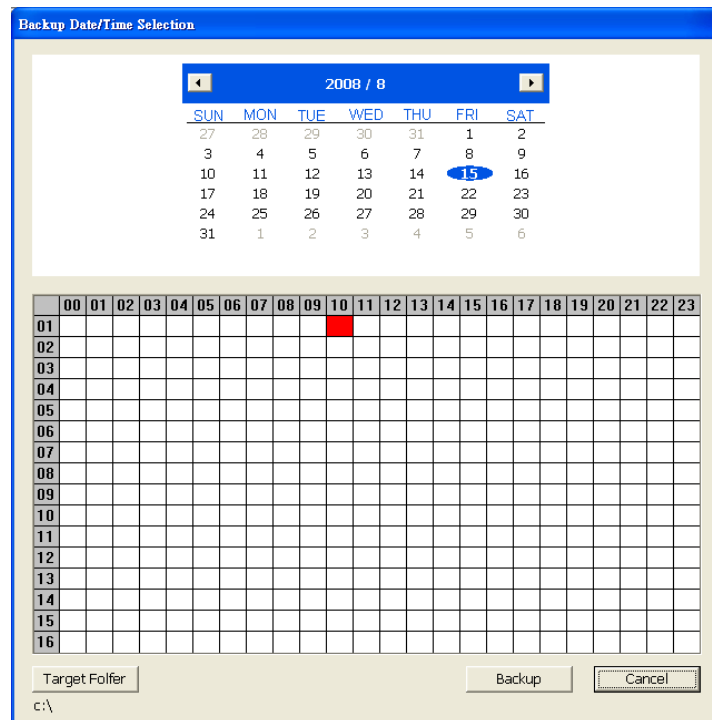 Backup Date/Time Selection
2008 / 8
SUN MON TUE WED THU FRI SAT
27 28 29 30 31 1 2
3 4 5 6 7 8 9
10 11 12 13 14 15 16
17 18 19 20 21 22 23
24 25 26 27 28 29 30
31 1 2 3 4 5 6
00 01 02 03 04 05 06 07 08 09 10 11 12 13 14 15 16 17 18 19 20 21 22 23
01
02
03
04
05
06
07
08
09
10
11
12
13
14
15
16
Target Folfer Backup Cancel
c:\